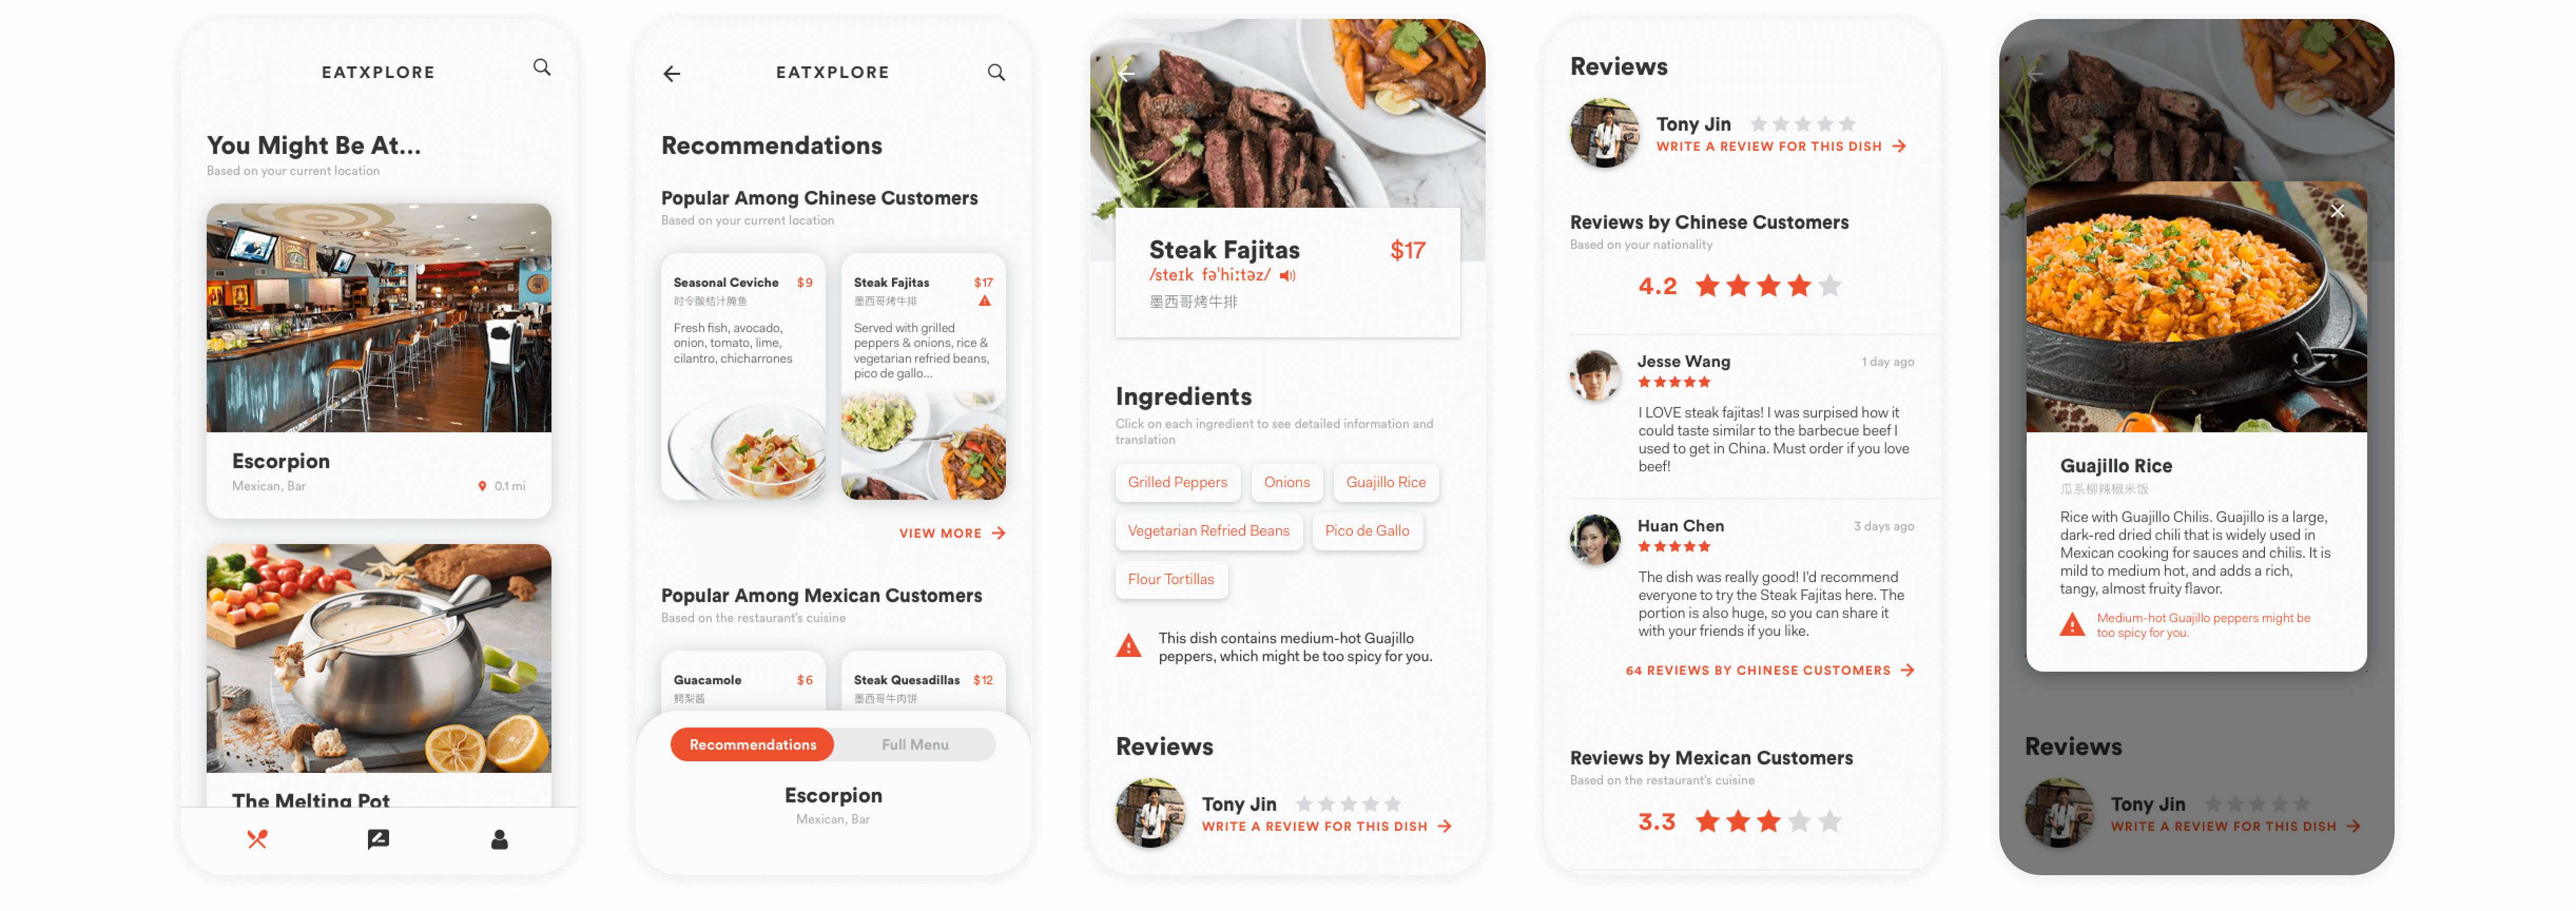 EATXPLORE
You Might Be At...
Based on your current location
Escorpion
Mexican, Bar
0.1 mi
The Melting Pot
EATXPLORE
Recommendations
Popular Among Chinese Customers
Based on your current location
Seasonal Ceviche $9
时令酸桔汁腌鱼
Fresh fish, avocado,
onion, tomato, lime,
cilantro, chicharrones
Steak Fajitas $17
墨西哥烤牛排
Served with grilled
peppers & onions, rice &
vegetarian refried beans,
pico de gallo...
VIEW MORE
Popular Among Mexican Customers
Based on the restaurant's cuisine
Guacamole $6
鳄梨酱
Steak Quesadillas $12
墨西哥牛肉饼
Recommendations Full Menu
Escorpion
Mexican, Bar
Steak Fajitas $17
/steɪk fəˈhiːtəz/
墨西哥烤牛排
Ingredients
Click on each ingredient to see detailed information and
translation
Grilled Peppers Onions Guajillo Rice
Vegetarian Refried Beans Pico de Gallo
Flour Tortillas
This dish contains medium-hot Guajillo
peppers, which might be too spicy for you.
Reviews
Tony Jin
WRITE A REVIEW FOR THIS DISH
Reviews
Tony Jin
WRITE A REVIEW FOR THIS DISH
Reviews by Chinese Customers
Based on your nationality
4.2
Jesse Wang 1 day ago
I LOVE steak fajitas! I was surpised how it
could taste similar to the barbecue beef I
used to get in China. Must order if you love
beef!
Huan Chen 3 days ago
The dish was really good! I'd recommend
everyone to try the Steak Fajitas here. The
portion is also huge, so you can share it
with your friends if you like.
64 REVIEWS BY CHINESE CUSTOMERS
Reviews by Mexican Customers
Based on the restaurant's cuisine
3.3
Guajillo Rice
瓜系柳辣椒米饭
Rice with Guajillo Chilis. Guajillo is a large,
dark-red dried chili that is widely used in
Mexican cooking for sauces and chilis. It is
mild to medium hot, and adds a rich,
tangy, almost fruity flavor.
Medium-hot Guajillo peppers might be
too spicy for you.
Reviews
Tony Jin
WRITE A REVIEW FOR THIS DISH